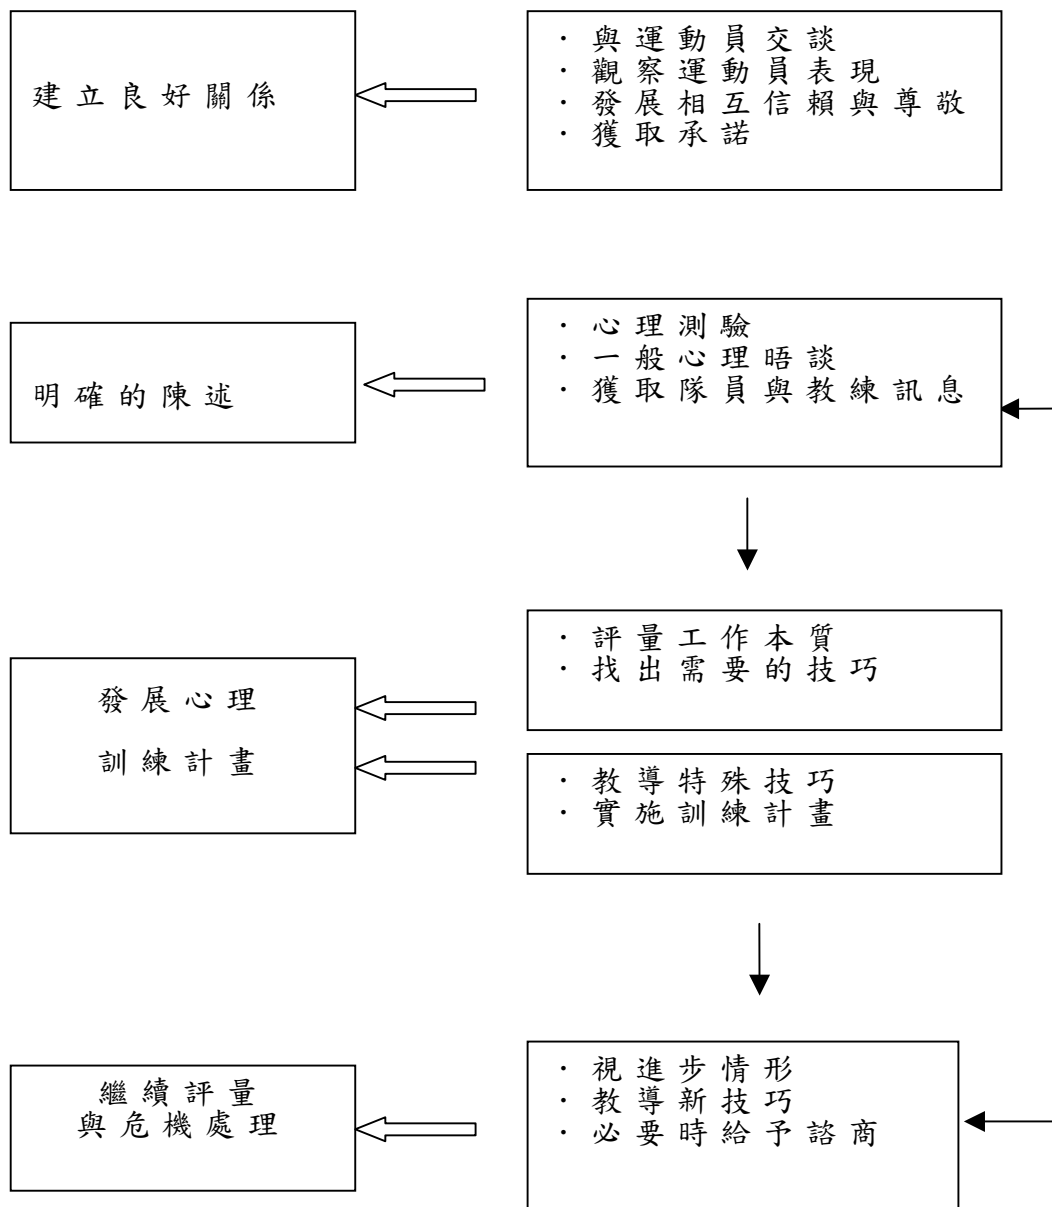 建立良好關係
·與運動員交談
·觀察運動員表現
·發展相互信賴與尊敬
·獲取承諾
明確的陳述
·心理測驗
·一般心理晤談
·獲取隊員與教練訊息
發展心理
訓練計畫
·評量工作本質
·找出需要的技巧
·教導特殊技巧
·實施訓練計畫
繼續評量
與危機處理
·視進步情形
·教導新技巧
·必要時給予諮商